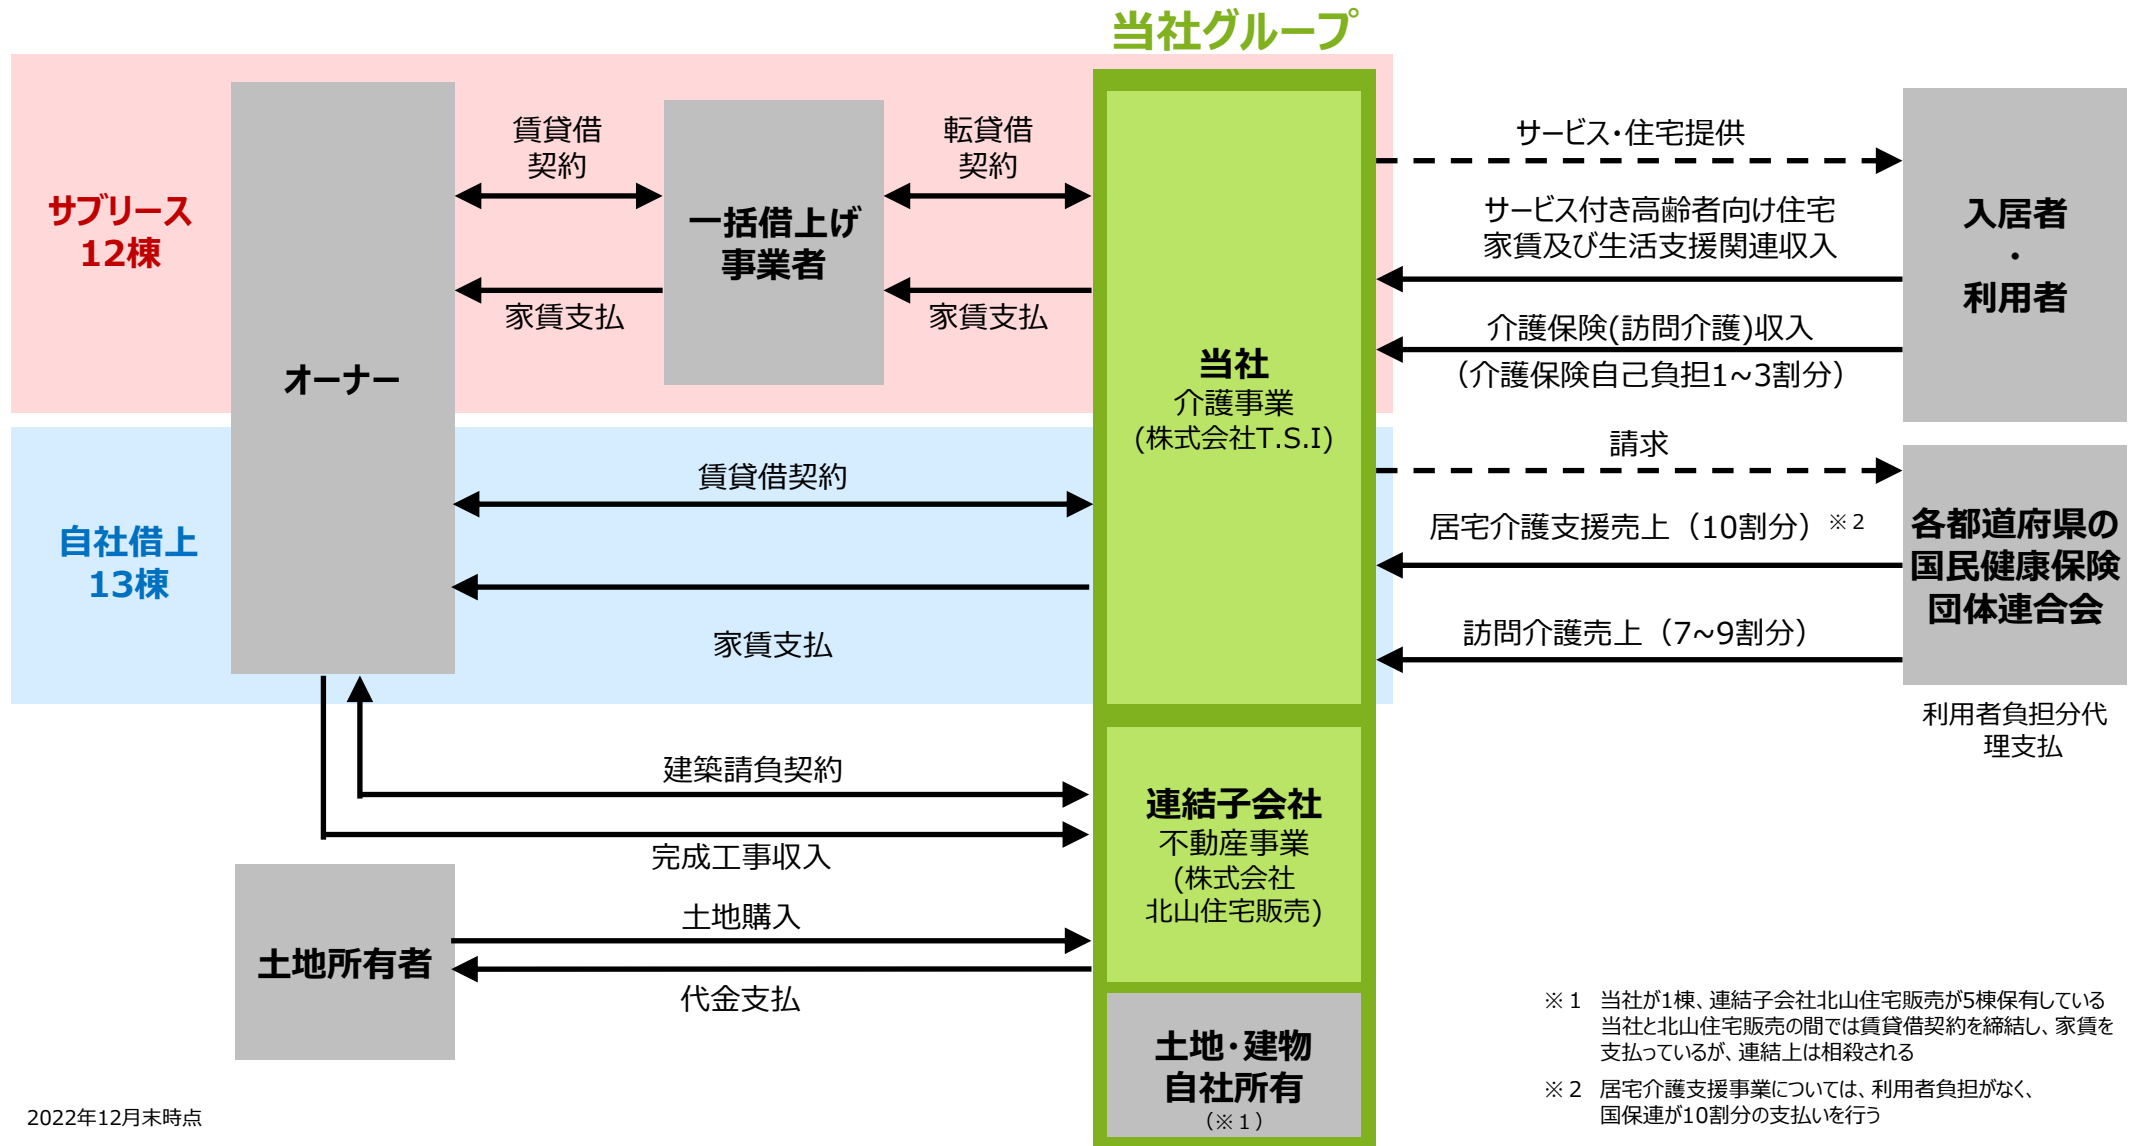 当社グループ
サブリース
12棟
オーナー
賃貸借
契約
家賃支払
一括借上げ
事業者
転貸借
契約
家賃支払
当社
介護事業
(株式会社T.S.I)
サービス・住宅提供
サービス付き高齢者向け住宅
家賃及び生活支援関連収入
介護保険(訪問介護)収入
（介護保険自己負担1~3割分）
入居者
・
利用者
自社借上
13棟
賃貸借契約
家賃支払
請求
居宅介護支援売上（10割分）※２
訪問介護売上（7~9割分）
各都道府県の
国民健康保険
団体連合会
利用者負担分代
理支払
建築請負契約
完成工事収入
連結子会社
不動産事業
(株式会社
北山住宅販売)
土地所有者
土地購入
代金支払
土地・建物
自社所有
（※１）
※１ 当社が1棟、連結子会社北山住宅販売が5棟保有している
当社と北山住宅販売の間では賃貸借契約を締結し、家賃を
支払っているが、連結上は相殺される
※２ 居宅介護支援事業については、利用者負担がなく、
国保連が10割分の支払いを行う
2022年12月末時点